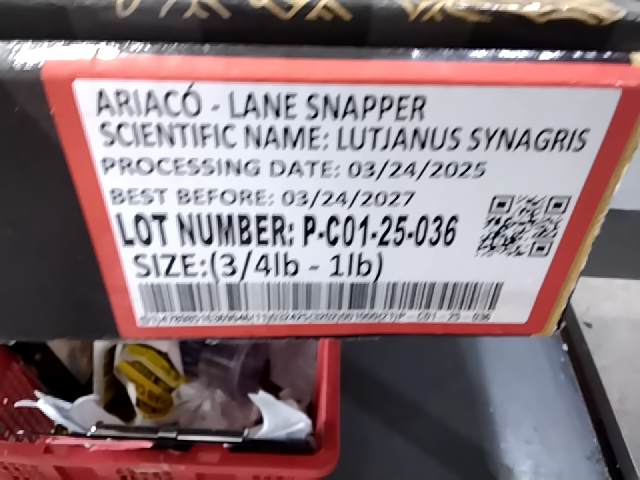 ARIACÓ - LANE SNAPPER
SCIENTIFIC NAME: LUTJANUS SYNAGRIS
PROCESSING DATE: 03/24/2025
BEST BEFORE: 03/24/2027
LOT NUMBER: P-C01-25-036
SIZE:(3/4lb - 1lb)